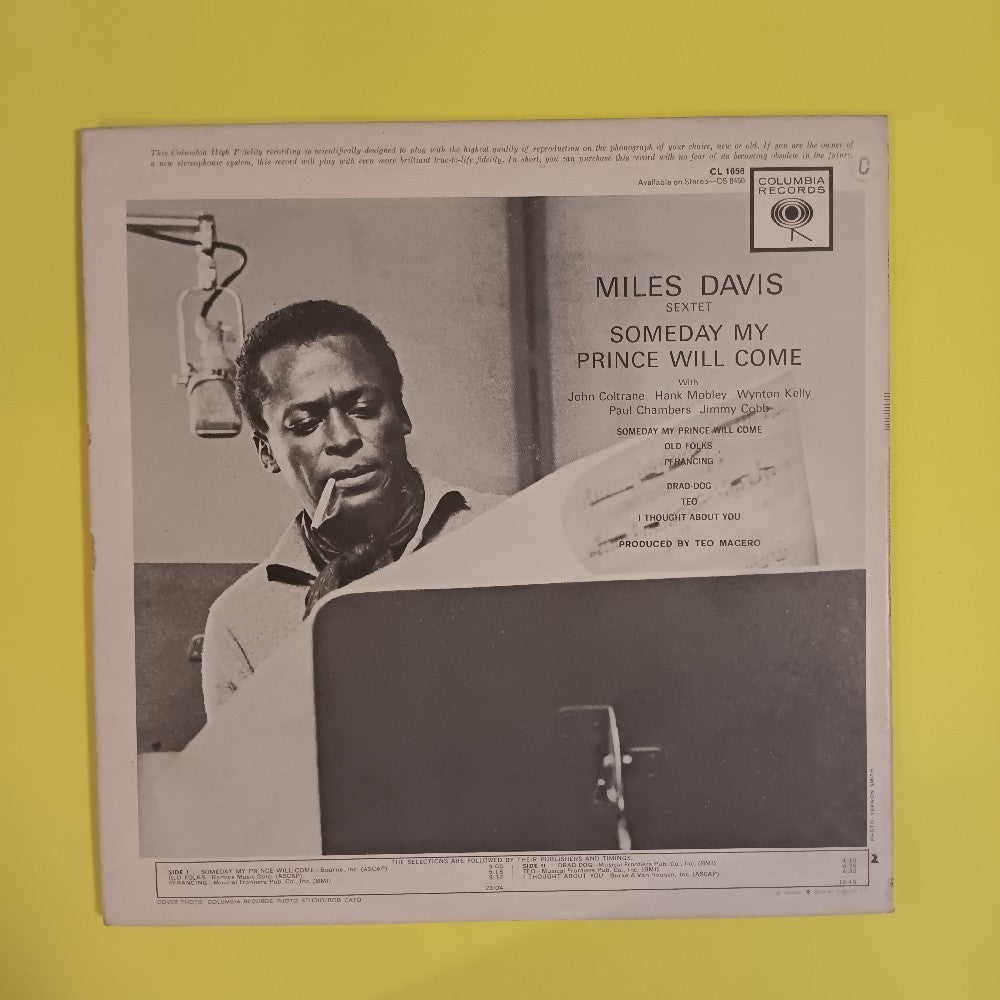 This Columbia High Fidelity recording is scientifically designed to play with the highest quality of reproduction on the phonograph of your choice, new or old. If you are the owner of
a new stereophonic system, this record will play with even more brilliant true-to-life fidelity. In short, you can purchase this record with no fear of its becoming obsolete in the future.
C
CL 1656
Available on Stereo—CS 8456
COLUMBIA
RECORDS
MILES DAVIS
SEXTET
SOMEDAY MY
PRINCE WILL COME
With
John Coltrane Hank Mobley Wynton Kelly
Paul Chambers Jimmy Cobb
SOMEDAY MY PRINCE WILL COME
OLD FOLKS
PFRANCING
DRAD-DOG
TEO
I THOUGHT ABOUT YOU
PRODUCED BY TEO MACERO
PHOTO: VERNON SMITH
2
THE SELECTIONS ARE FOLLOWED BY THEIR PUBLISHERS AND TIMINGS.
SIDE I SOMEDAY MY PRINCE WILL COME—Bourne, Inc. (ASCAP)
OLD FOLKS—Remick Music Corp. (ASCAP)
PFRANCING—Musical Frontiers Pub. Co., Inc. (BMI)
23:04
SIDE II DRAD-DOG—Musical Frontiers Pub. Co., Inc. (BMI) 4:30
TEO—Musical Frontiers Pub. Co., Inc. (BMI)
I THOUGHT ABOUT YOU—Burke & Van Heusen, Inc. (ASCAP)
COVER PHOTO: COLUMBIA RECORDS PHOTO STUDIO/BOB CATO